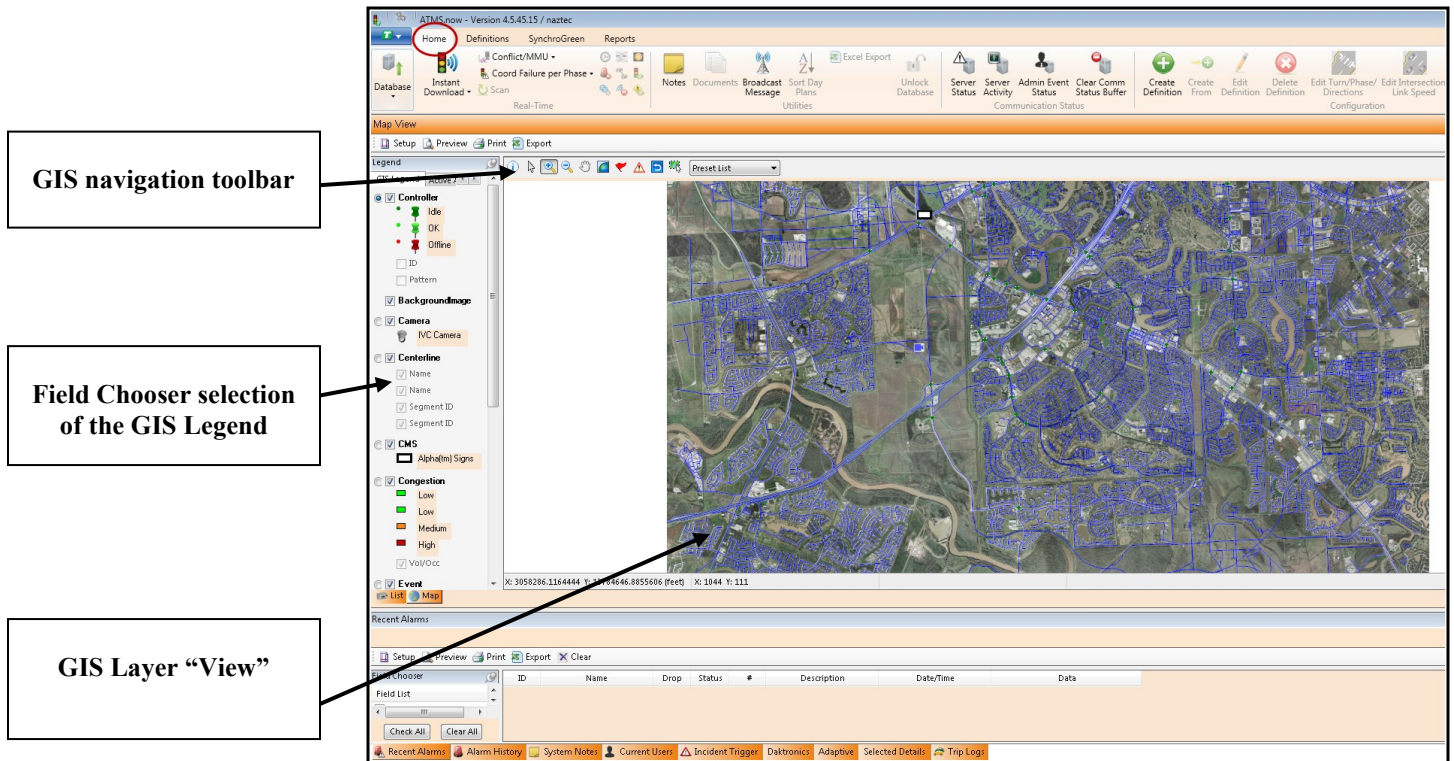 GIS navigation toolbar
Field Chooser selection
of the GIS Legend
GIS Layer “View”
ATMS.now - Version 4.5.45.15 / naztec
Home Definitions SynchroGreen Reports
Database
Instant
Download
Conflict/MMU
Coord Failure per Phase
Scan
Real-Time
Notes
Documents
Broadcast
Message
Sort Day
Plans
Excel Export
Unlock
Database
Utilities
Server
Status
Server
Activity
Admin Event
Status
Clear Comm
Status Buffer
Communication Status
Create
Definition
Create
From
Edit
Definition
Delete
Definition
Edit Turn/Phase/
Directions
Edit Intersection
Link Speed
Configuration
Map View
Setup Preview Print Export
Legend
GIS Legend Active
Preset List
Controller
Idle
OK
Offline
ID
Pattern
BackgroundImage
Camera
IVC Camera
Centerline
Name
Name
Segment ID
Segment ID
CMS
Alpha(tm) Signs
Congestion
Low
Low
Medium
High
Vol/Occ
Event
X: 3058286.1164444 Y: 646.8855606 (feet) X: 1044 Y: 111
List Map
Recent Alarms
Setup Preview Print Export Clear
Field Chooser
Field List
Check All Clear All
ID Name Drop Status # Description Date/Time Data
Recent Alarms Alarm History System Notes Current Users Incident Trigger Daktronics Adaptive Selected Details Trip Logs